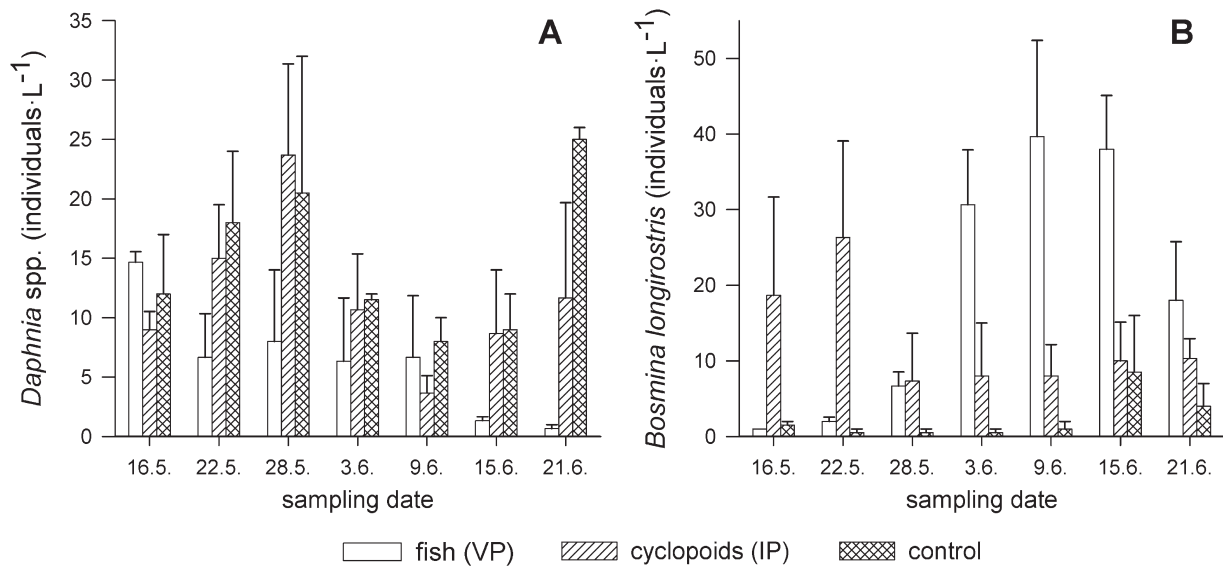 A
Daphnia spp. (individuals·L⁻¹)
35
30
25
20
15
10
5
0
16.5. 22.5. 28.5. 3.6. 9.6. 15.6. 21.6.
sampling date
B
Bosmina longirostris (individuals·L⁻¹)
50
40
30
20
10
0
16.5. 22.5. 28.5. 3.6. 9.6. 15.6. 21.6.
sampling date
fish (VP) cyclopoids (IP) control